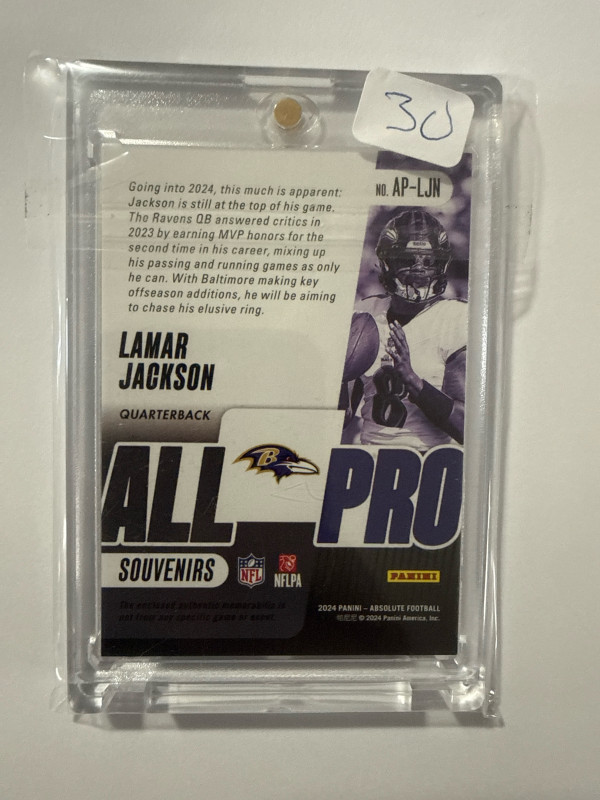 30
NO. AP-LJN
Going into 2024, this much is apparent:
Jackson is still at the top of his game.
The Ravens QB answered critics in
2023 by earning MVP honors for the
second time in his career, mixing up
his passing and running games as only
he can. With Baltimore making key
offseason additions, he will be aiming
to chase his elusive ring.
LAMAR
JACKSON
QUARTERBACK
8
B
ALL PRO
SOUVENIRS
NFL
NFLPA
PANINI
The enclosed authentic memorabilia is
not from any specific game or event.
2024 PANINI – ABSOLUTE FOOTBALL
© 2024 Panini America, Inc.